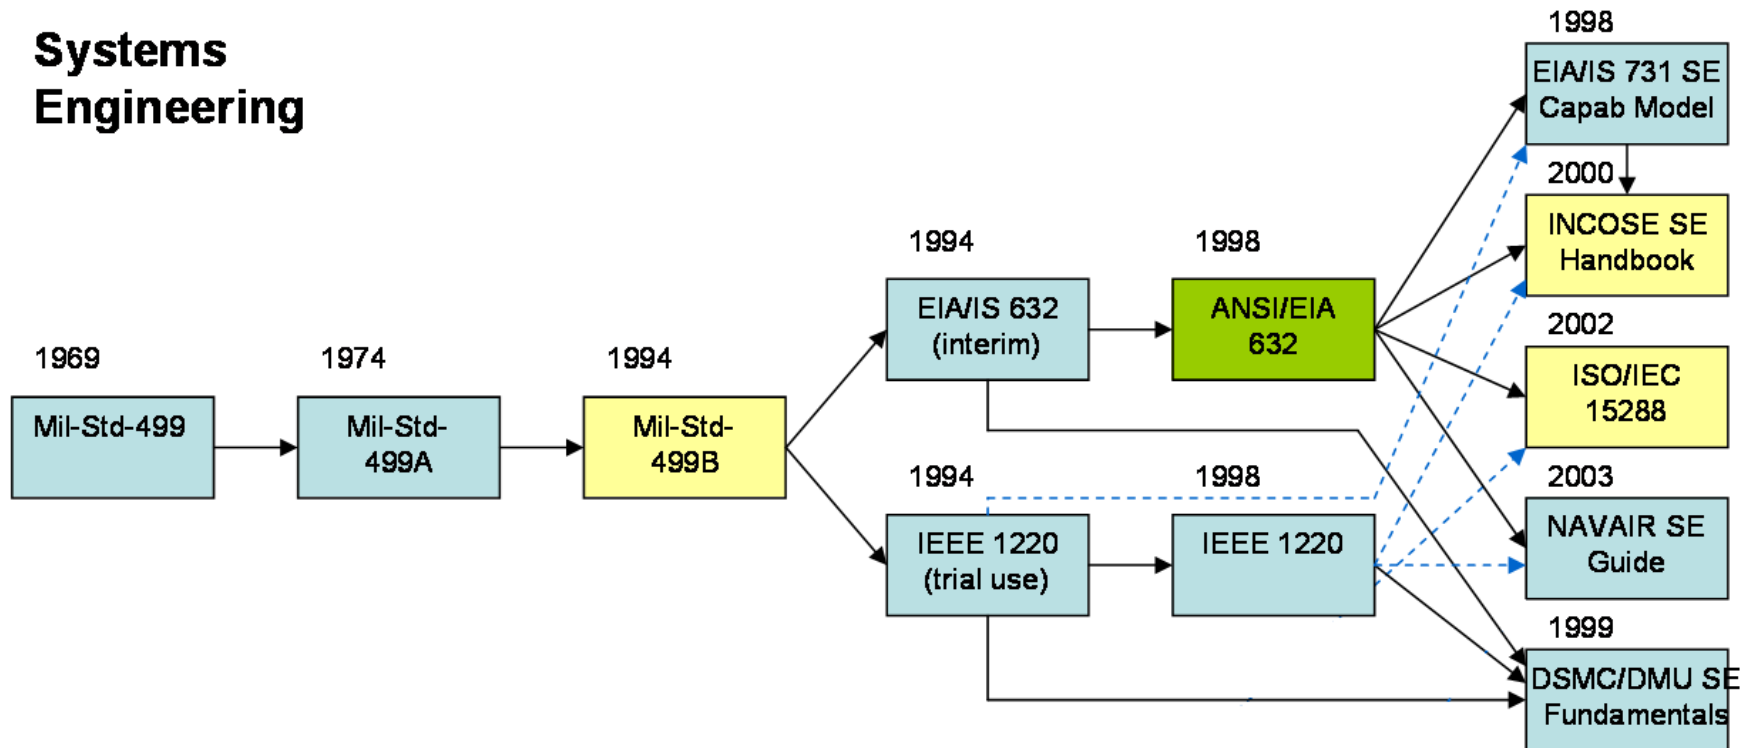 Systems
Engineering
1969
Mil-Std-499
1974
Mil-Std-
499A
1994
Mil-Std-
499B
1994
EIA/IS 632
(interim)
1998
ANSI/EIA
632
1994
IEEE 1220
(trial use)
1998
IEEE 1220
1998
EIA/IS 731 SE
Capab Model
2000
INCOSE SE
Handbook
2002
ISO/IEC
15288
2003
NAVAIR SE
Guide
1999
DSMC/DMU SE
Fundamentals